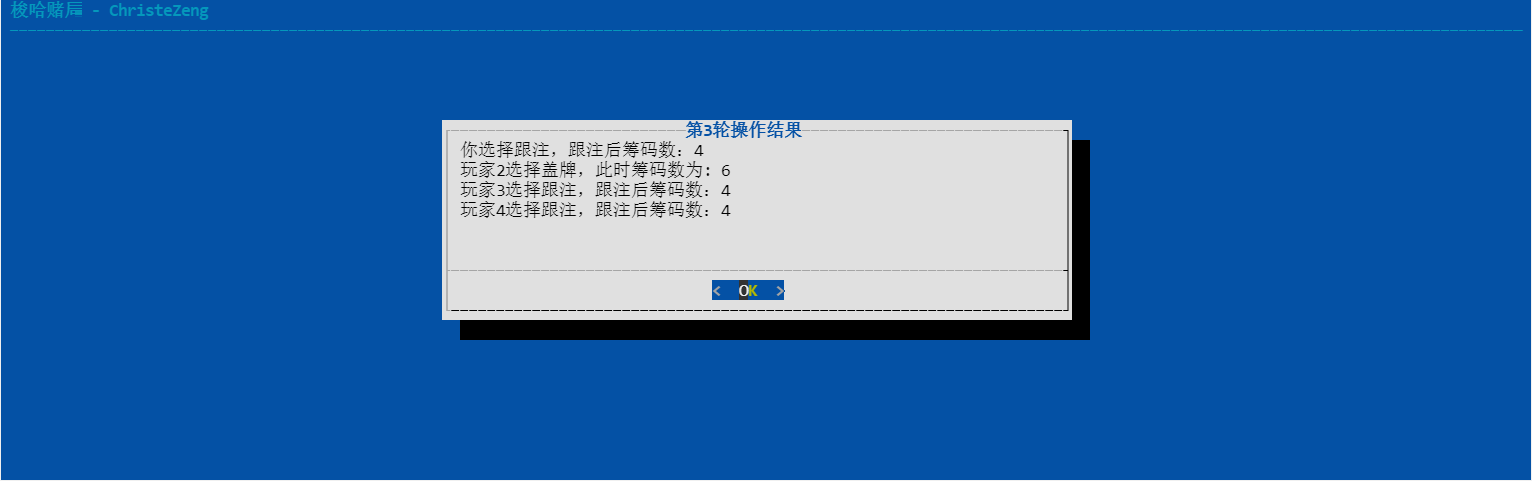 梭哈赌后 - ChristeZeng
第3轮操作结果
你选择跟注，跟注后筹码数：4
玩家2选择盖牌，此时筹码数为：6
玩家3选择跟注，跟注后筹码数：4
玩家4选择跟注，跟注后筹码数：4
< OK >